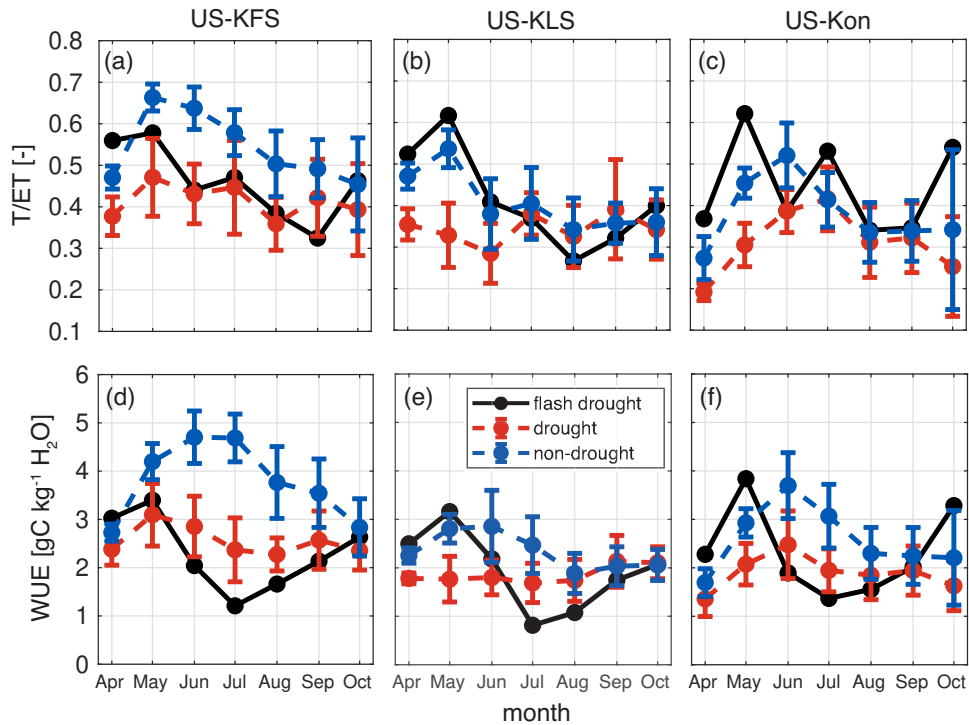 US-KFS US-KLS US-Kon
(a) (b) (c)
T/ET [-]
0.8
0.7
0.6
0.5
0.4
0.3
0.2
0.1
(d) (e) (f)
WUE [gC kg⁻¹ H₂O]
6
5
4
3
2
1
0
flash drought
drought
non-drought
Apr May Jun Jul Aug Sep Oct Apr May Jun Jul Aug Sep Oct Apr May Jun Jul Aug Sep Oct
month